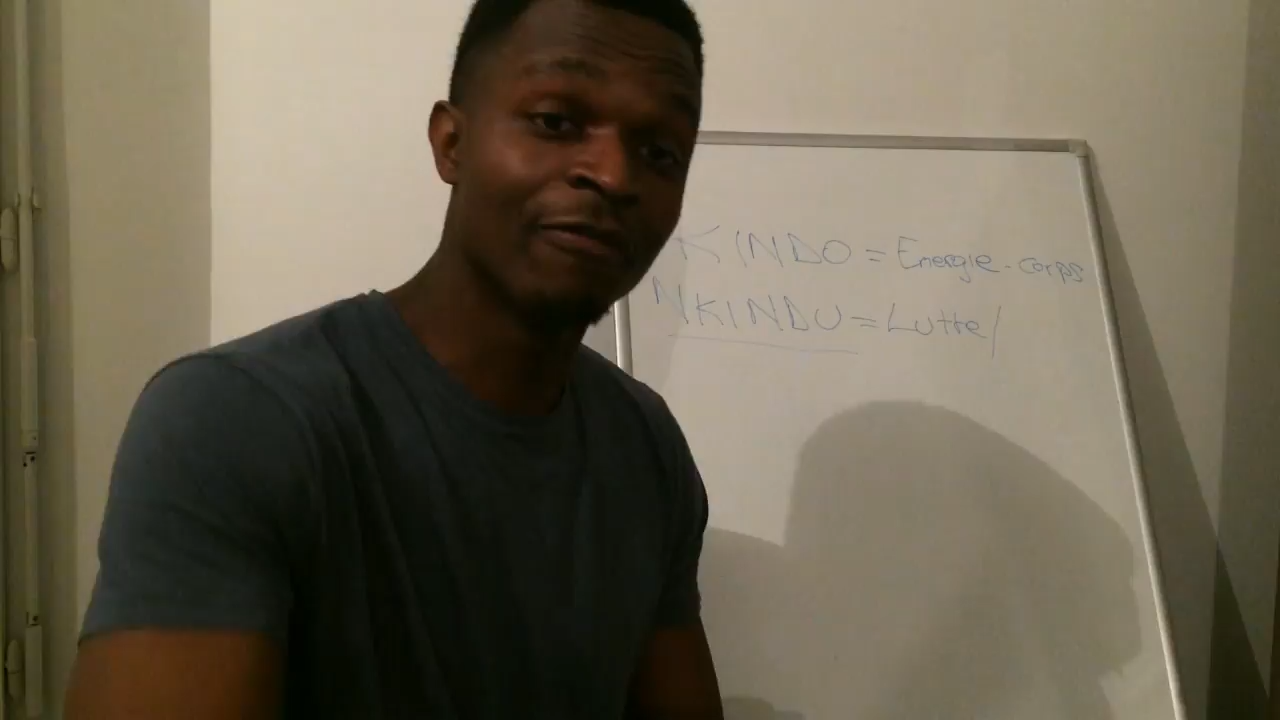 KINDO = Energie-corps
NKINDU = Lutte/